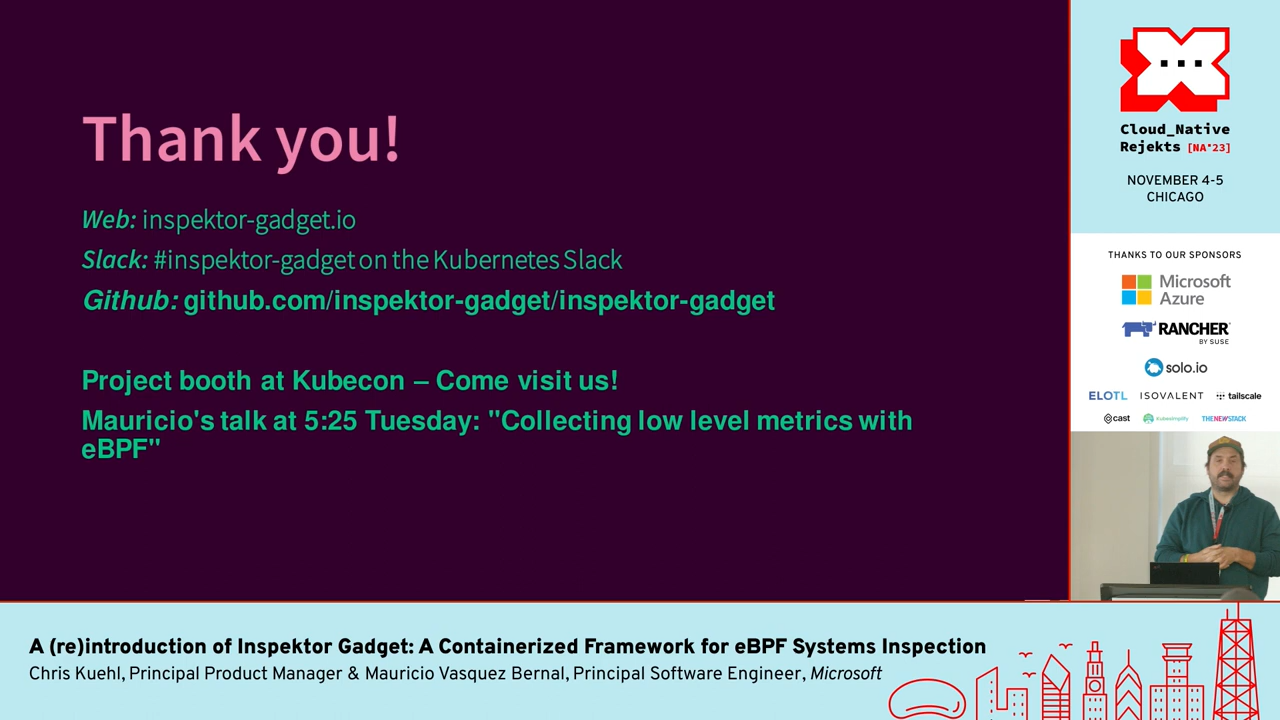 Thank you!
Web: inspektor-gadget.io
Slack: #inspektor-gadget on the Kubernetes Slack
Github: github.com/inspektor-gadget/inspektor-gadget
Project booth at Kubecon – Come visit us!
Mauricio's talk at 5:25 Tuesday: "Collecting low level metrics with
eBPF"
Cloud_Native
Rejekts [NA'23]
NOVEMBER 4-5
CHICAGO
THANKS TO OUR SPONSORS
Microsoft
Azure
RANCHER
BY SUSE
solo.io
ELOTL ISOVALENT tailscale
cast kubesimplify THENEWSTACK
A (re)introduction of Inspektor Gadget: A Containerized Framework for eBPF Systems Inspection
Chris Kuehl, Principal Product Manager & Mauricio Vasquez Bernal, Principal Software Engineer, Microsoft